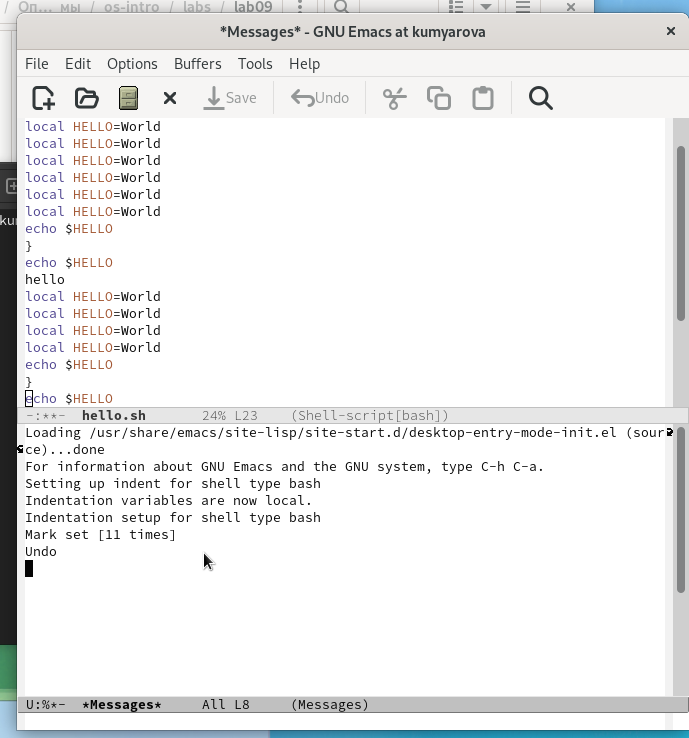 / Оп... мы / os-intro / labs / lab09
*Messages* - GNU Emacs at kumyarova
File Edit Options Buffers Tools Help
Save Undo
local HELLO=World
local HELLO=World
local HELLO=World
local HELLO=World
local HELLO=World
local HELLO=World
echo $HELLO
}
echo $HELLO
hello
local HELLO=World
local HELLO=World
local HELLO=World
local HELLO=World
echo $HELLO
}
echo $HELLO
-:**- hello.sh 24% L23 (Shell-script[bash])
Loading /usr/share/emacs/site-lisp/site-start.d/desktop-entry-mode-init.el (sour
ce)...done
For information about GNU Emacs and the GNU system, type C-h C-a.
Setting up indent for shell type bash
Indentation variables are now local.
Indentation setup for shell type bash
Mark set [11 times]
Undo
U:%*- *Messages* All L8 (Messages)